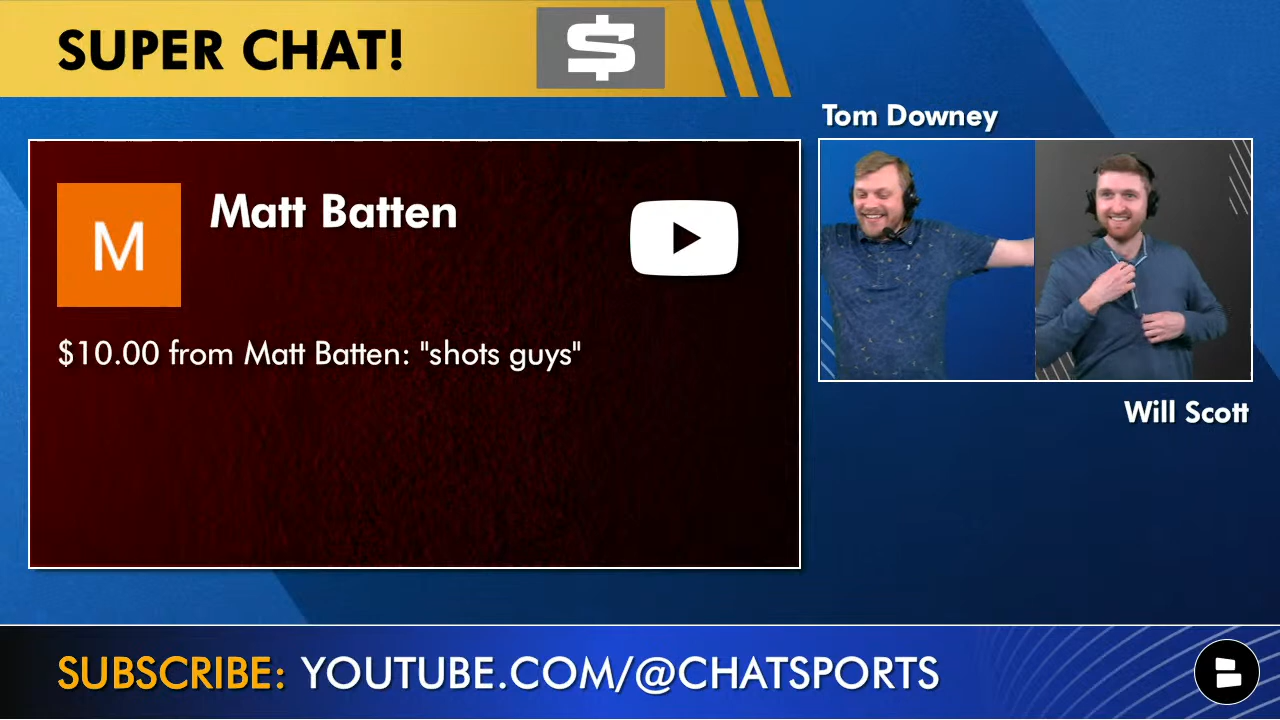 SUPER CHAT!
$
Tom Downey
M
Matt Batten
$10.00 from Matt Batten: "shots guys"
Will Scott
SUBSCRIBE: YOUTUBE.COM/@CHATSPORTS